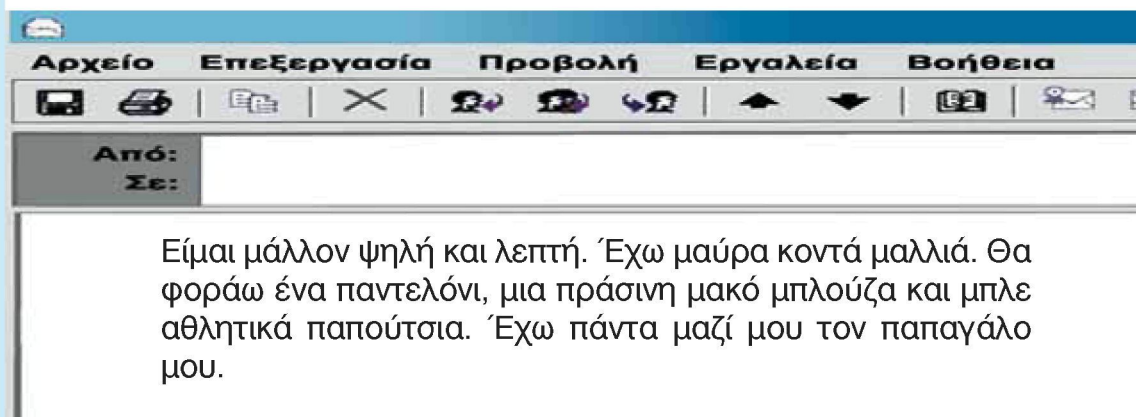 Αρχείο Επεξεργασία Προβολή Εργαλεία Βοήθεια
Από:
Σε:
Είμαι μάλλον ψηλή και λεπτή. Έχω μαύρα κοντά μαλλιά. Θα
φοράω ένα παντελόνι, μια πράσινη μακό μπλούζα και μπλε
αθλητικά παπούτσια. Έχω πάντα μαζί μου τον παπαγάλο
μου.